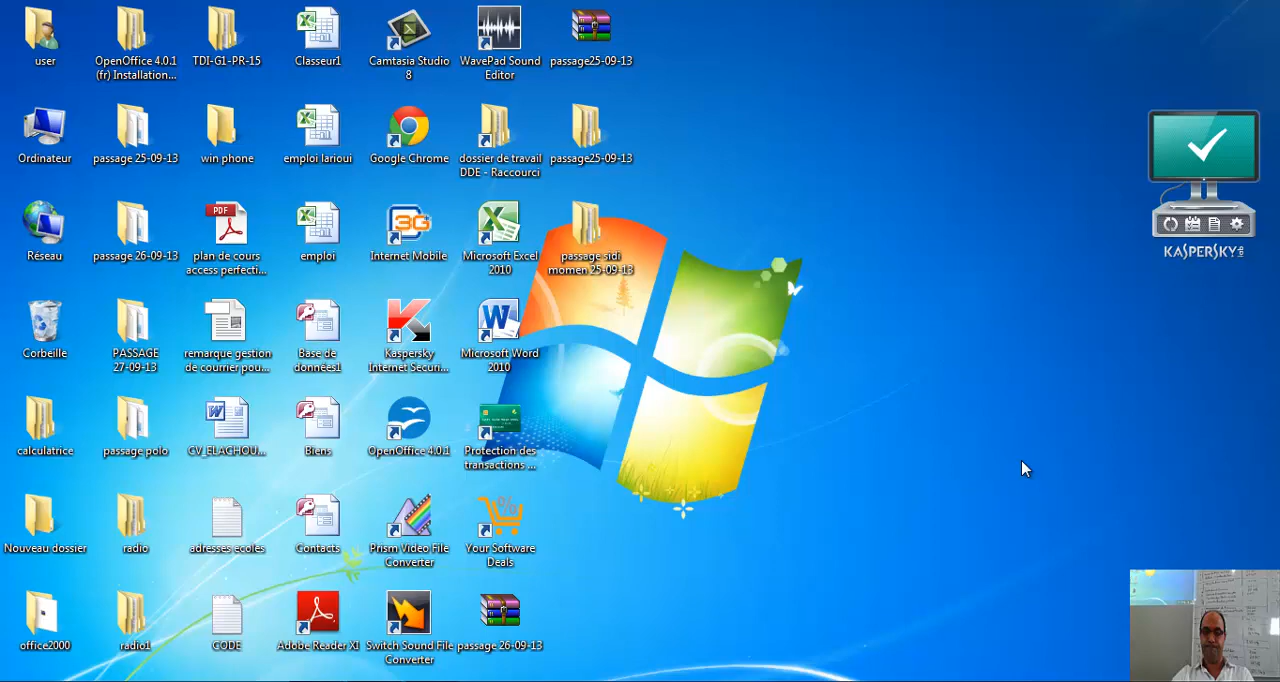 user
OpenOffice 4.0.1
(fr) Installation...
TDI-G1-PR-15
Classeur1
Camtasia Studio
8
WavePad Sound
Editor
passage25-09-13
Ordinateur
passage 25-09-13
win phone
emploi larioui
Google Chrome
dossier de travail
DDE - Raccourci
passage25-09-13
Réseau
passage 26-09-13
PDF
plan de cours
access perfecti...
emploi
3G
Internet Mobile
Microsoft Excel
2010
passage sidi
momen 25-09-13
KASPERSKY
Corbeille
PASSAGE
27-09-13
remarque gestion
de courrier pou...
Base de
données1
Kaspersky
Internet Securi...
Microsoft Word
2010
calculatrice
passage polo
CV_ELACHOU...
Biens
OpenOffice 4.0.1
Protection des
transactions ...
Nouveau dossier
radio
adresses ecoles
Contacts
Prism Video File
Converter
Your Software
Deals
office2000
radio1
CODE
Adobe Reader XI
Switch Sound File
Converter
passage 26-09-13